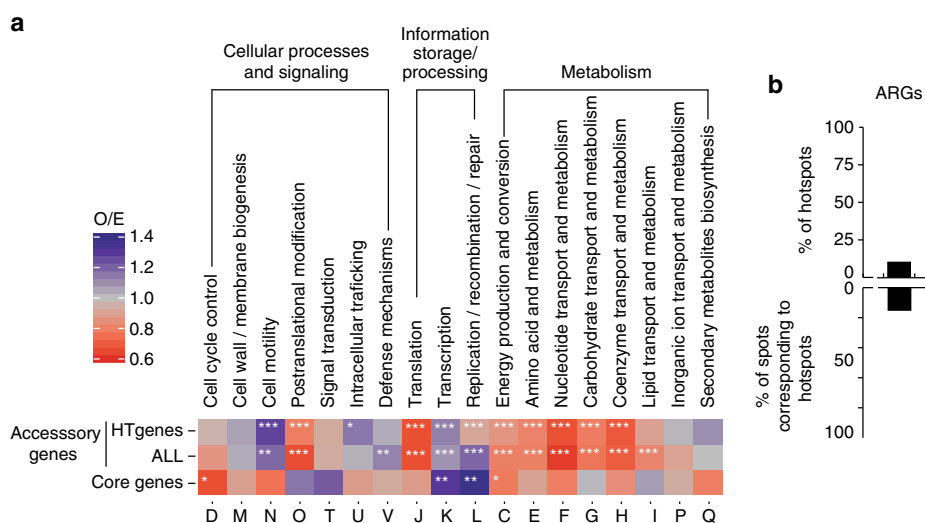 a
Cellular processes
and signaling
Information
storage/
processing
Metabolism
Cell cycle control
Cell wall / membrane biogenesis
Cell motility
Postranslational modification
Signal transduction
Intracellular traficking
Defense mechanisms
Translation
Transcription
Replication / recombination / repair
Energy production and conversion
Amino acid and metabolism
Nucleotide transport and metabolism
Carbohydrate transport and metabolism
Coenzyme transport and metabolism
Lipid transport and metabolism
Inorganic ion transport and metabolism
Secondary metabolites biosynthesis
O/E
1.4
1.2
1.0
0.8
0.6
Accesssory
genes
HTgenes
*** *** * *** *** *** *** *** *** *** ***
ALL
** *** ** *** *** *** *** *** *** *** *** ***
Core genes
* ** ** *
D M N O T U V J K L C E F G H I P Q
b
ARGs
% of hotspots
100
75
50
25
0
% of spots
corresponding to
hotspots
0
50
100